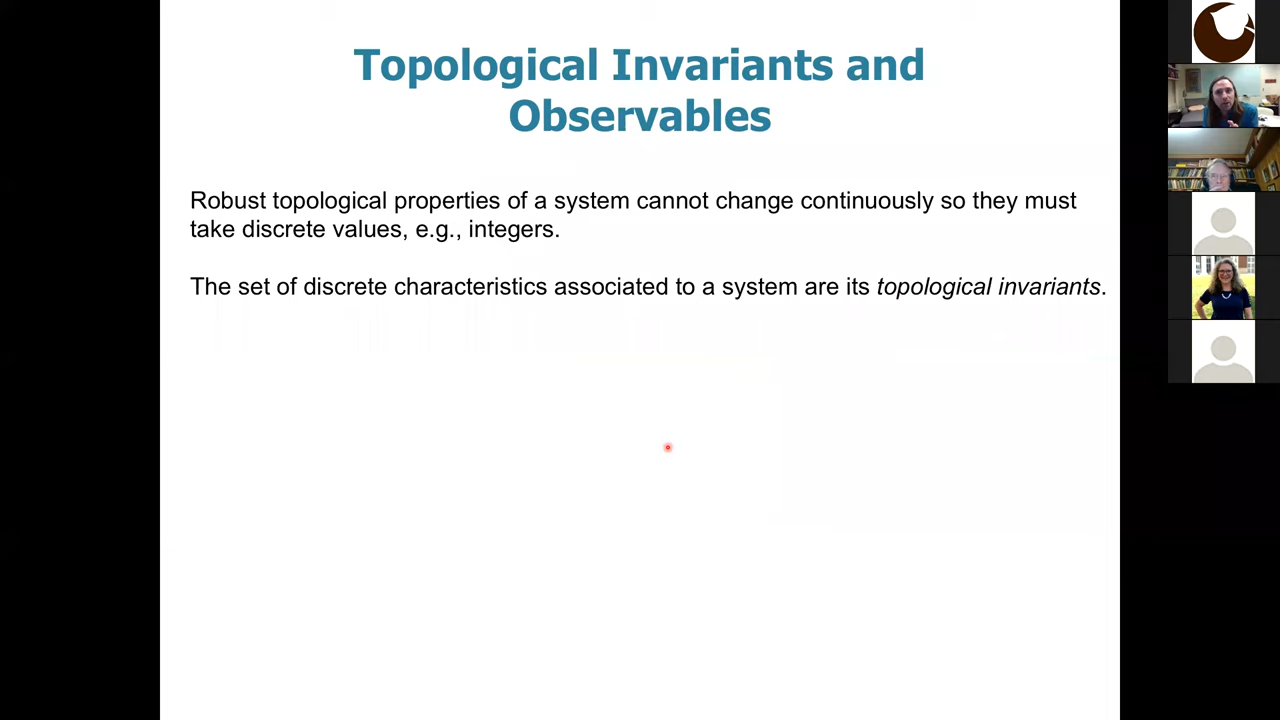 Topological Invariants and
Observables
Robust topological properties of a system cannot change continuously so they must
take discrete values, e.g., integers.
The set of discrete characteristics associated to a system are its topological invariants.